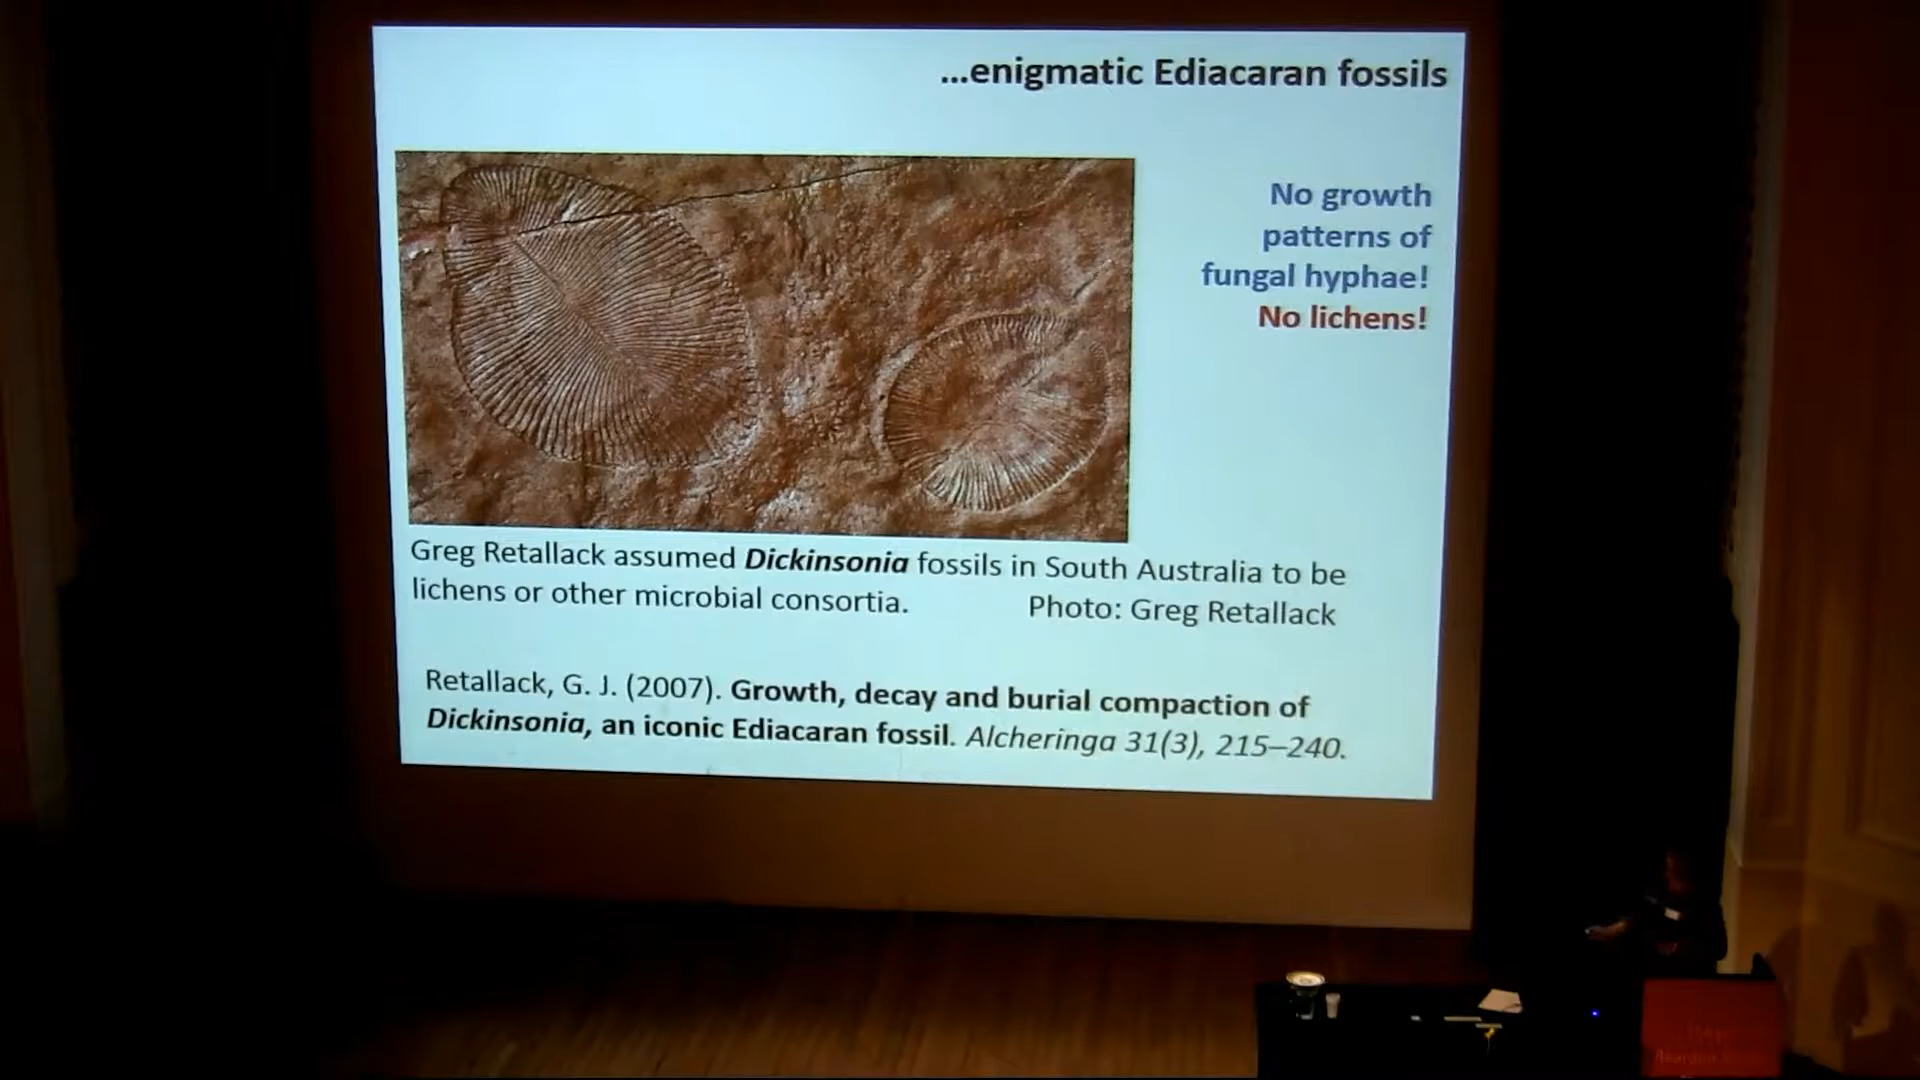 ...enigmatic Ediacaran fossils
No growth
patterns of
fungal hyphae!
No lichens!
Greg Retallack assumed Dickinsonia fossils in South Australia to be
lichens or other microbial consortia. Photo: Greg Retallack
Retallack, G. J. (2007). Growth, decay and burial compaction of
Dickinsonia, an iconic Ediacaran fossil. Alcheringa 31(3), 215–240.